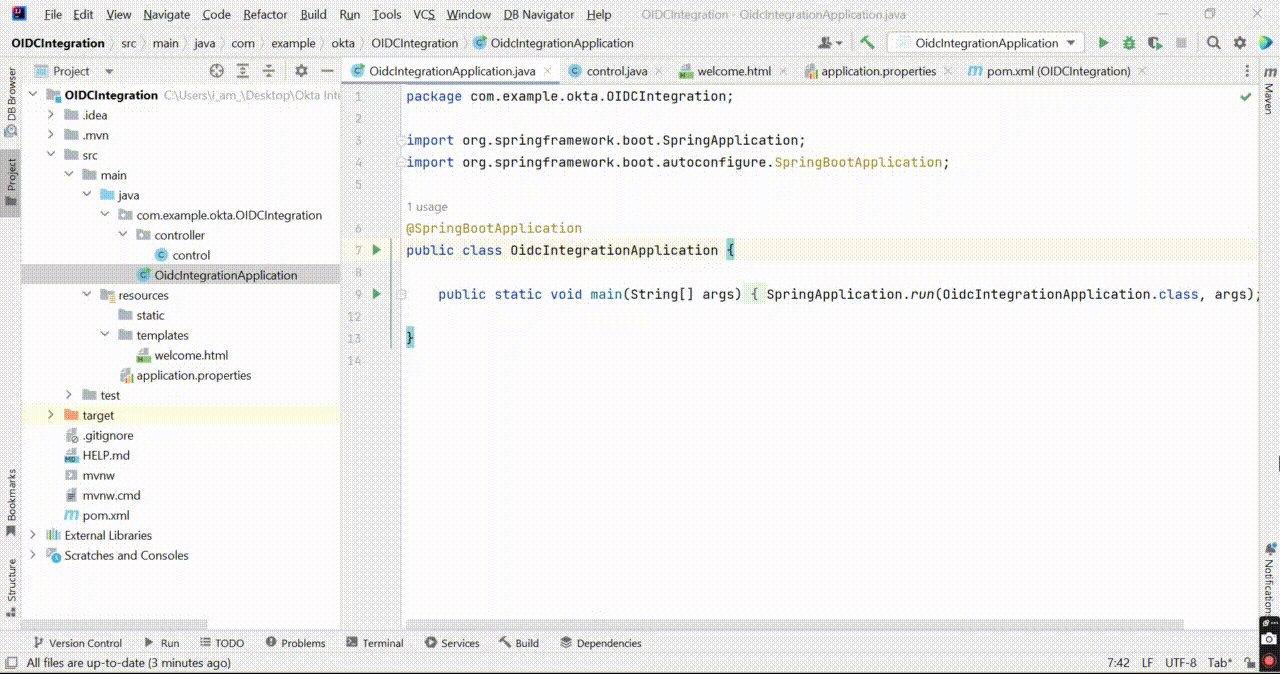 File Edit View Navigate Code Refactor Build Run Tools VCS Window DB Navigator Help OIDCIntegration - OidcIntegrationApplication.java
OIDCIntegration src main java com example okta OIDCIntegration OidcIntegrationApplication OidcIntegrationApplication
Project OidcIntegrationApplication.java control.java welcome.html application.properties pom.xml (OIDCIntegration)
DB Browser
Project
Bookmarks
Structure
OIDCIntegration C:\Users\i_am_\Desktop\Okta Int
.idea
.mvn
src
main
java
com.example.okta.OIDCIntegration
controller
control
OidcIntegrationApplication
resources
static
templates
welcome.html
application.properties
test
target
.gitignore
HELP.md
mvnw
mvnw.cmd
pom.xml
External Libraries
Scratches and Consoles
1 package com.example.okta.OIDCIntegration;
2
3 import org.springframework.boot.SpringApplication;
4 import org.springframework.boot.autoconfigure.SpringBootApplication;
5
1 usage
6 @SpringBootApplication
7 public class OidcIntegrationApplication {
8
9 public static void main(String[] args) { SpringApplication.run(OidcIntegrationApplication.class, args);
12
13 }
14
Maven
Notifications
Version Control Run TODO Problems Terminal Services Build Dependencies
All files are up-to-date (3 minutes ago) 7:42 LF UTF-8 Tab*